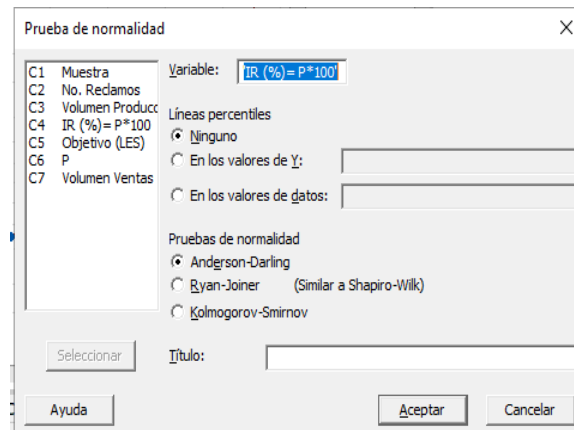 Prueba de normalidad
C1 Muestra
C2 No. Reclamos
C3 Volumen Producc
C4 IR (%)= P*100
C5 Objetivo (LES)
C6 P
C7 Volumen Ventas
Variable: 'IR (%)= P*100'
Líneas percentiles
Ninguno
En los valores de Y:
En los valores de datos:
Pruebas de normalidad
Anderson-Darling
Ryan-Joiner (Similar a Shapiro-Wilk)
Kolmogorov-Smirnov
Seleccionar
Título:
Ayuda
Aceptar
Cancelar